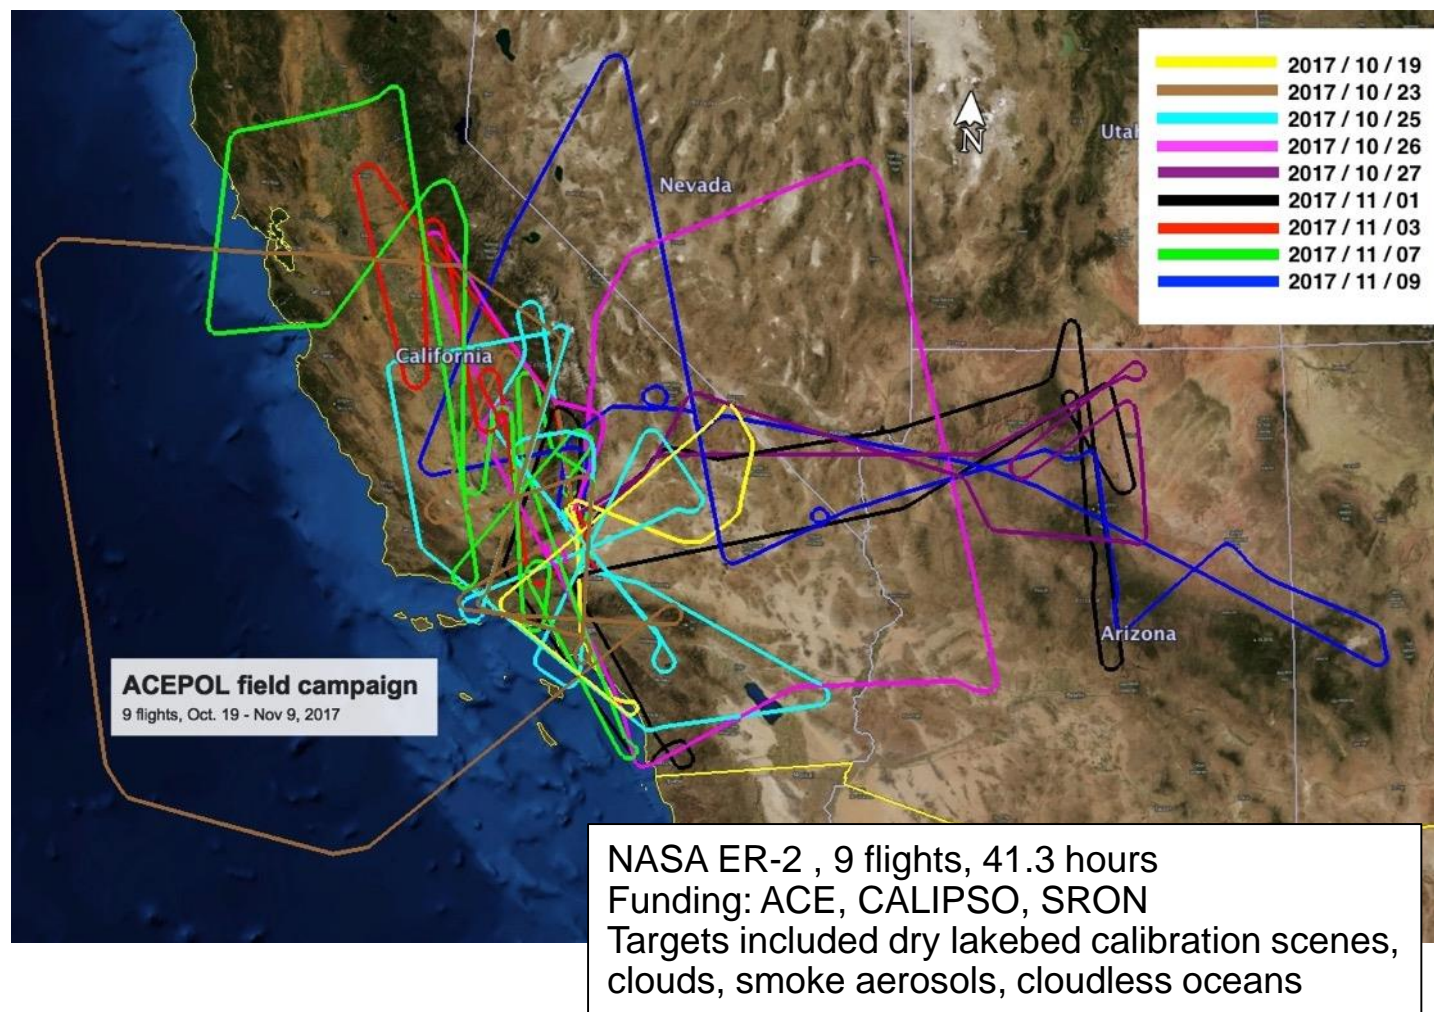 2017 / 10 / 19
2017 / 10 / 23
2017 / 10 / 25
2017 / 10 / 26
2017 / 10 / 27
2017 / 11 / 01
2017 / 11 / 03
2017 / 11 / 07
2017 / 11 / 09
N
Utah
Nevada
California
Arizona
ACEPOL field campaign
9 flights, Oct. 19 - Nov 9, 2017
NASA ER-2 , 9 flights, 41.3 hours
Funding: ACE, CALIPSO, SRON
Targets included dry lakebed calibration scenes,
clouds, smoke aerosols, cloudless oceans